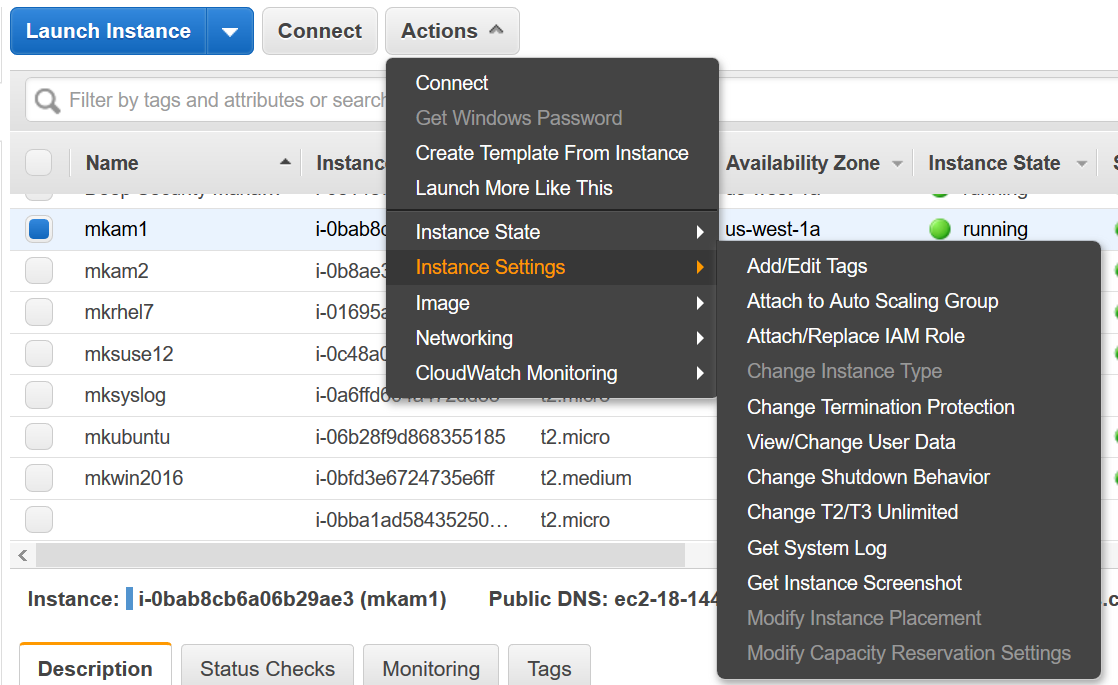 Launch Instance
Connect
Actions
Filter by tags and attributes or search
Name
Instance
Availability Zone
Instance State
running
mkam1
i-0bab8c
us-west-1a
running
mkam2
i-0b8ae3
mkrhel7
i-01695a
mksuse12
i-0c48a0
mksyslog
i-0a6ffd
t2.micro
mkubuntu
i-06b28f9d868355185
t2.micro
mkwin2016
i-0bfd3e6724735e6ff
t2.medium
i-0bba1ad58435250…
t2.micro
Connect
Get Windows Password
Create Template From Instance
Launch More Like This
Instance State
Instance Settings
Image
Networking
CloudWatch Monitoring
Add/Edit Tags
Attach to Auto Scaling Group
Attach/Replace IAM Role
Change Instance Type
Change Termination Protection
View/Change User Data
Change Shutdown Behavior
Change T2/T3 Unlimited
Get System Log
Get Instance Screenshot
Modify Instance Placement
Modify Capacity Reservation Settings
Instance: i-0bab8cb6a06b29ae3 (mkam1) Public DNS: ec2-18-144
Description
Status Checks
Monitoring
Tags